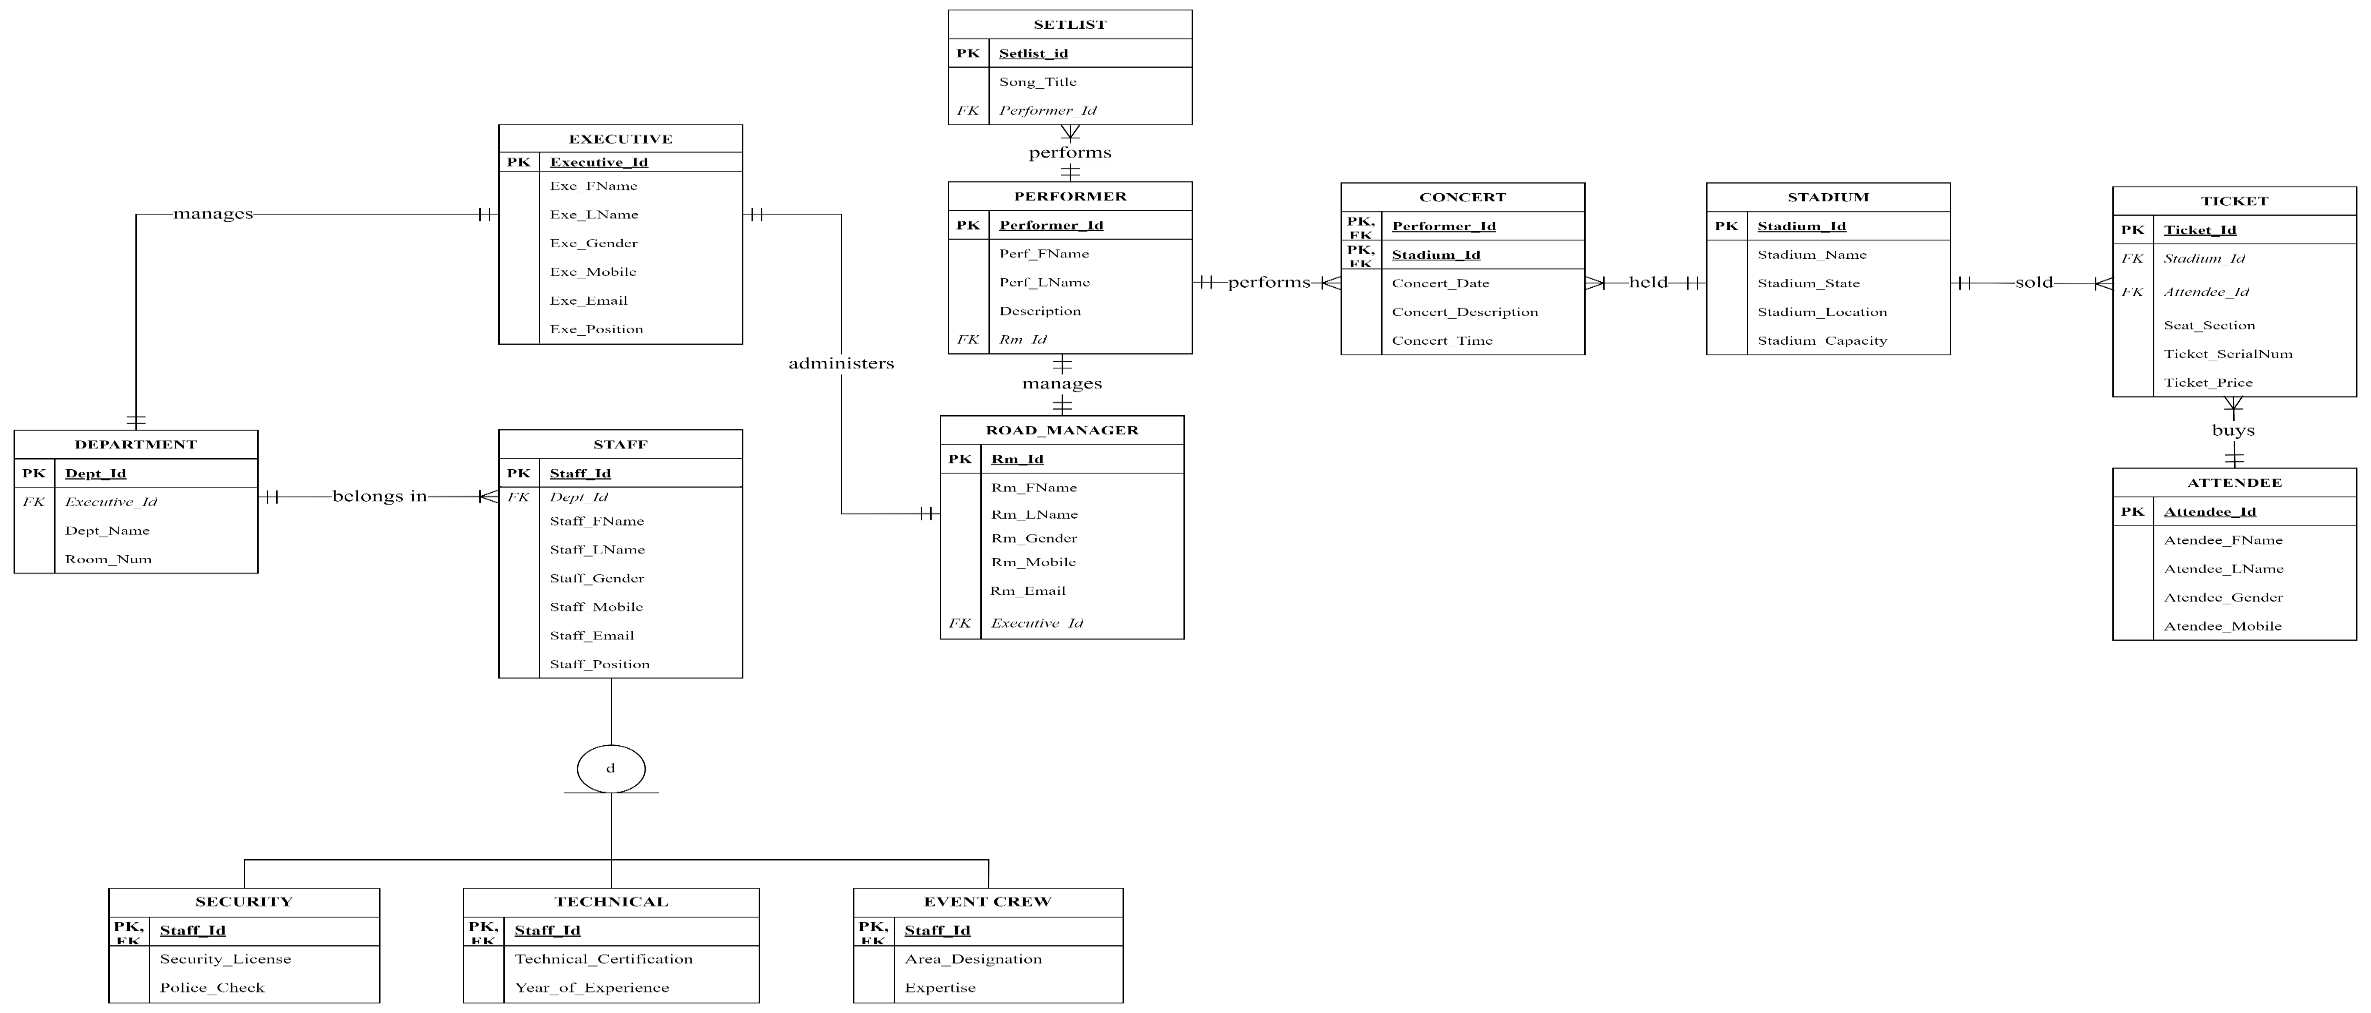 SETLIST
PK Setlist_id
Song_Title
FK Performer_Id
performs
EXECUTIVE
PK Executive_Id
Exe_FName
Exe_LName
Exe_Gender
Exe_Mobile
Exe_Email
Exe_Position
manages
administers
PERFORMER
PK Performer_Id
Perf_FName
Perf_LName
Description
FK Rm_Id
performs
CONCERT
PK, FK Performer_Id
PK, FK Stadium_Id
Concert_Date
Concert_Description
Concert_Time
held
STADIUM
PK Stadium_Id
Stadium_Name
Stadium_State
Stadium_Location
Stadium_Capacity
sold
TICKET
PK Ticket_Id
FK Stadium_Id
FK Attendee_Id
Seat_Section
Ticket_SerialNum
Ticket_Price
manages
buys
DEPARTMENT
PK Dept_Id
FK Executive_Id
Dept_Name
Room_Num
belongs in
STAFF
PK Staff_Id
FK Dept_Id
Staff_FName
Staff_LName
Staff_Gender
Staff_Mobile
Staff_Email
Staff_Position
ROAD_MANAGER
PK Rm_Id
Rm_FName
Rm_LName
Rm_Gender
Rm_Mobile
Rm_Email
FK Executive_Id
ATTENDEE
PK Attendee_Id
Atendee_FName
Atendee_LName
Atendee_Gender
Atendee_Mobile
d
SECURITY
PK, FK Staff_Id
Security_License
Police_Check
TECHNICAL
PK, FK Staff_Id
Technical_Certification
Year_of_Experience
EVENT CREW
PK, FK Staff_Id
Area_Designation
Expertise